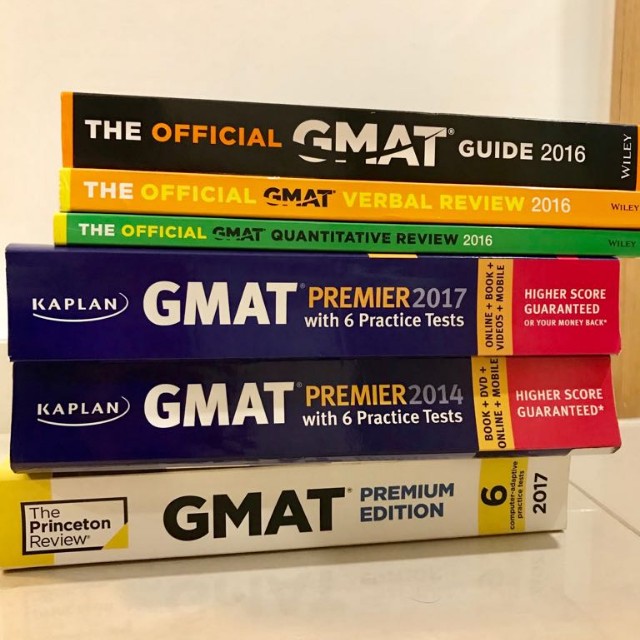 THE OFFICIAL GMAT® GUIDE 2016 WILEY
THE OFFICIAL GMAT® VERBAL REVIEW 2016 WILEY
THE OFFICIAL GMAT® QUANTITATIVE REVIEW 2016 WILEY
KAPLAN GMAT® PREMIER 2017
with 6 Practice Tests
ONLINE + BOOK +
VIDEOS + MOBILE
HIGHER SCORE
GUARANTEED
OR YOUR MONEY BACK*
KAPLAN GMAT® PREMIER 2014
with 6 Practice Tests
BOOK + DVD +
ONLINE + MOBILE
HIGHER SCORE
GUARANTEED*
The
Princeton
Review®
GMAT® PREMIUM
EDITION
6
computer-adaptive
practice tests
2017